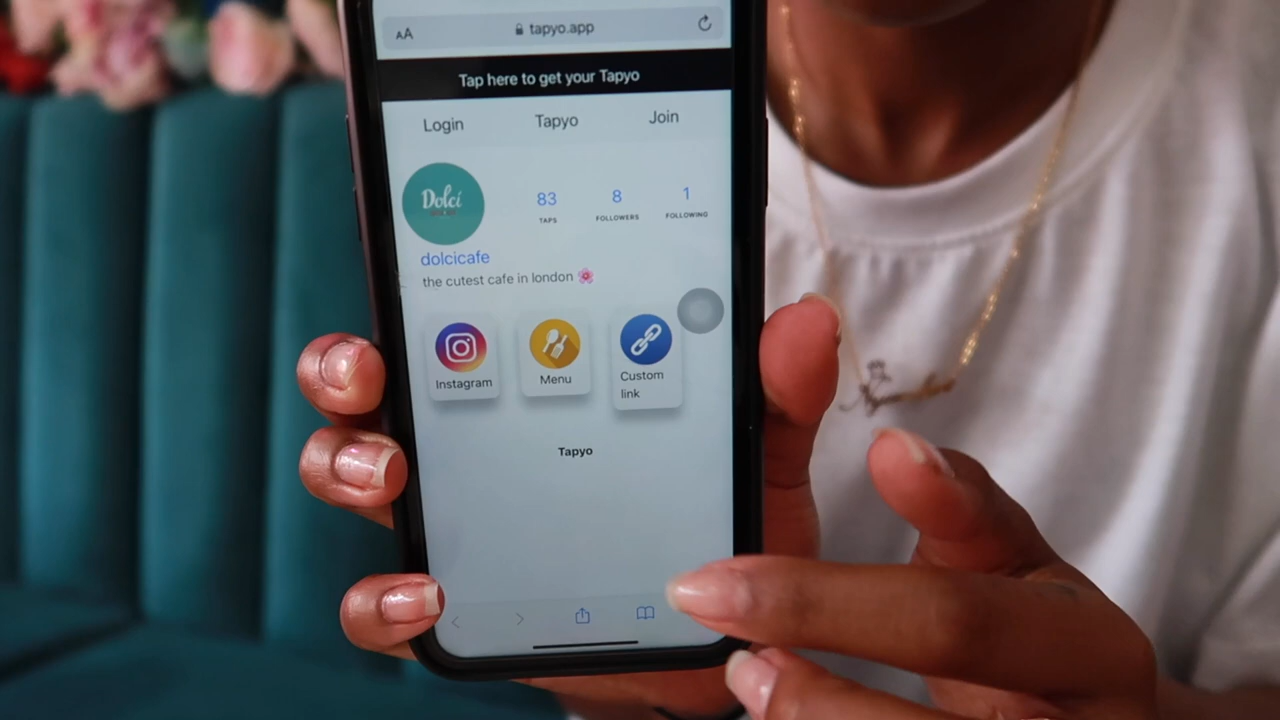 AA tapyo.app
Tap here to get your Tapyo
Login Tapyo Join
Dolci
83 8 1
TAPS FOLLOWERS FOLLOWING
dolcicafe
the cutest cafe in london 🌸
Instagram Menu Custom
link
Tapyo